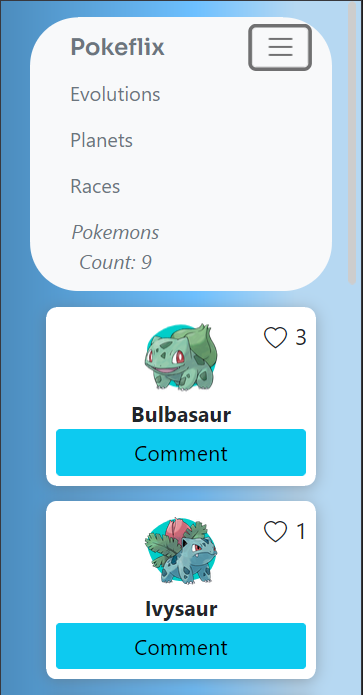 Pokeflix
Evolutions
Planets
Races
Pokemons
Count: 9
3
Bulbasaur
Comment
1
Ivysaur
Comment